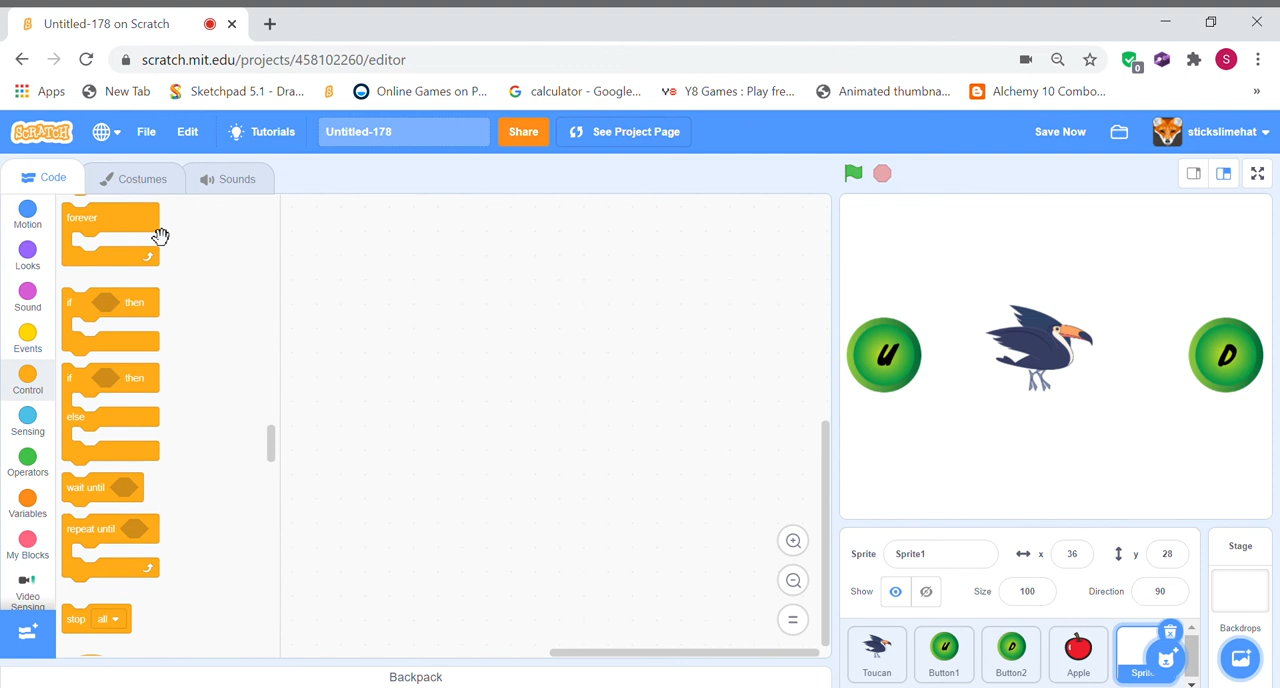 Untitled-178 on Scratch
scratch.mit.edu/projects/458102260/editor
0
S
Apps
New Tab
Sketchpad 5.1 - Dra...
Online Games on P...
calculator - Google...
Y8 Games : Play fre...
Animated thumbna...
Alchemy 10 Combo...
»
SCRATCH
File
Edit
Tutorials
Untitled-178
Share
See Project Page
Save Now
stickslimehat
Code
Costumes
Sounds
Motion
Looks
Sound
Events
Control
Sensing
Operators
Variables
My Blocks
Video
Sensing
forever
if then
if then
else
wait until
repeat until
stop all
U
D
Sprite Sprite1 x 36 y 28
Show Size 100 Direction 90
Stage
Backdrops
Toucan
U
Button1
D
Button2
Apple
Backpack